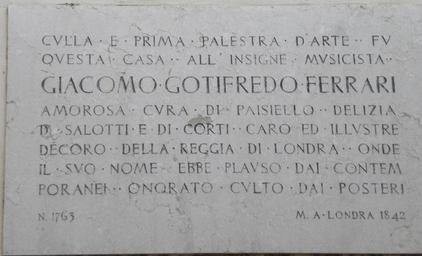 CVLLA · E · PRIMA · PALESTRA · D'ARTE · · FV
QVESTA · CASA · · ALL' INSIGNE · MVSICISTA · ·
GIACOMO · GOTIFREDO · FERRARI
AMOROSA · CVRA · DI · PAISIELLO · · DELIZIA
DI · SALOTTI · E · DI · CORTI · CARO · ED · ILLVSTRE
DECORO · · DELLA · REGGIA · DI · LONDRA · · ONDE
IL · SVO · NOME · EBBE · PLAVSO · DAI · CONTEM
PORANEI · · ONORATO · CVLTO · DAI · POSTERI
N. 1763 M. A · LONDRA 1842